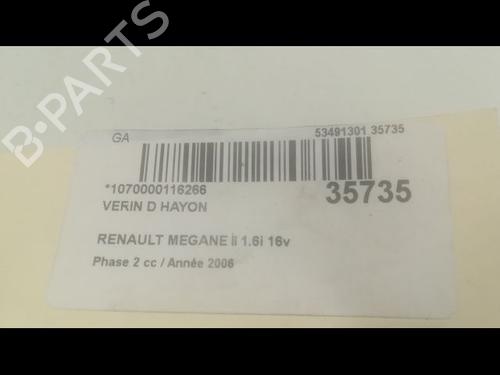 B-PARTS
GA
53491301 35735
*1070000116266
35735
VERIN D HAYON
RENAULT MEGANE II 1.6i 16v
Phase 2 cc / Année 2006